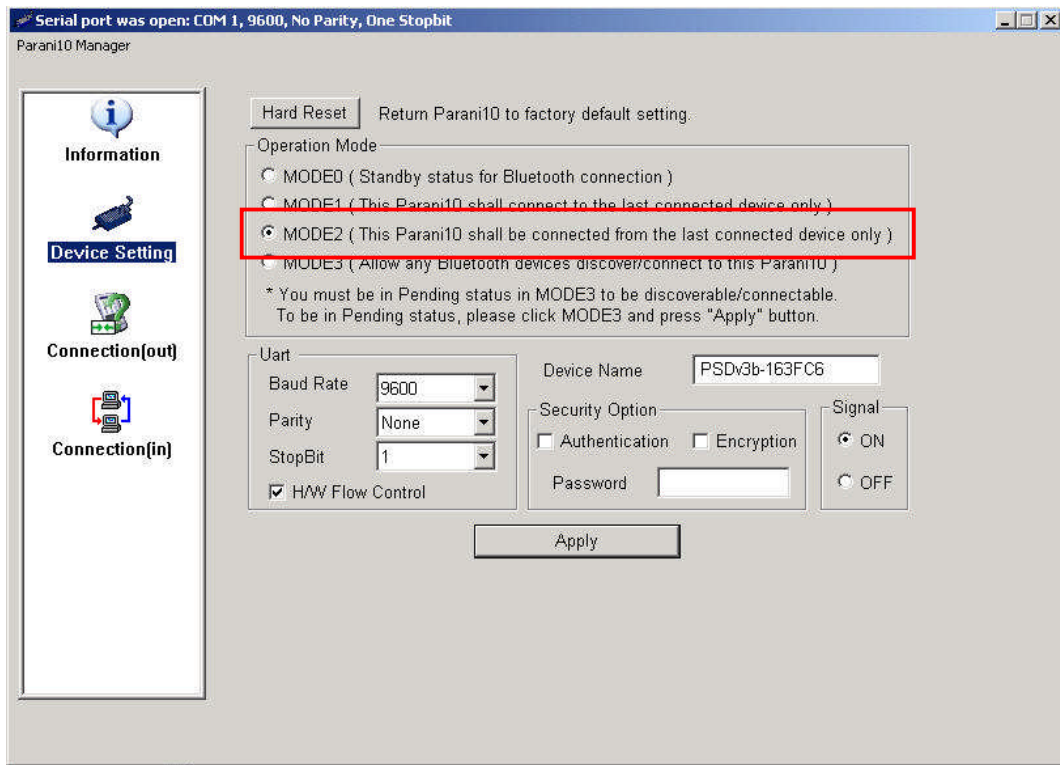 Serial port was open: COM 1, 9600, No Parity, One Stopbit
Parani10 Manager
Information
Device Setting
Connection(out)
Connection(in)
Hard Reset Return Parani10 to factory default setting.
Operation Mode
MODE0 ( Standby status for Bluetooth connection )
MODE1 ( This Parani10 shall connect to the last connected device only )
MODE2 ( This Parani10 shall be connected from the last connected device only )
MODE3 ( Allow any Bluetooth devices discover/connect to this Parani10 )
* You must be in Pending status in MODE3 to be discoverable/connectable.
To be in Pending status, please click MODE3 and press "Apply" button.
Uart
Baud Rate 9600
Parity None
StopBit 1
H/W Flow Control
Device Name PSDv3b-163FC6
Security Option
Authentication Encryption
Password
Signal
ON
OFF
Apply